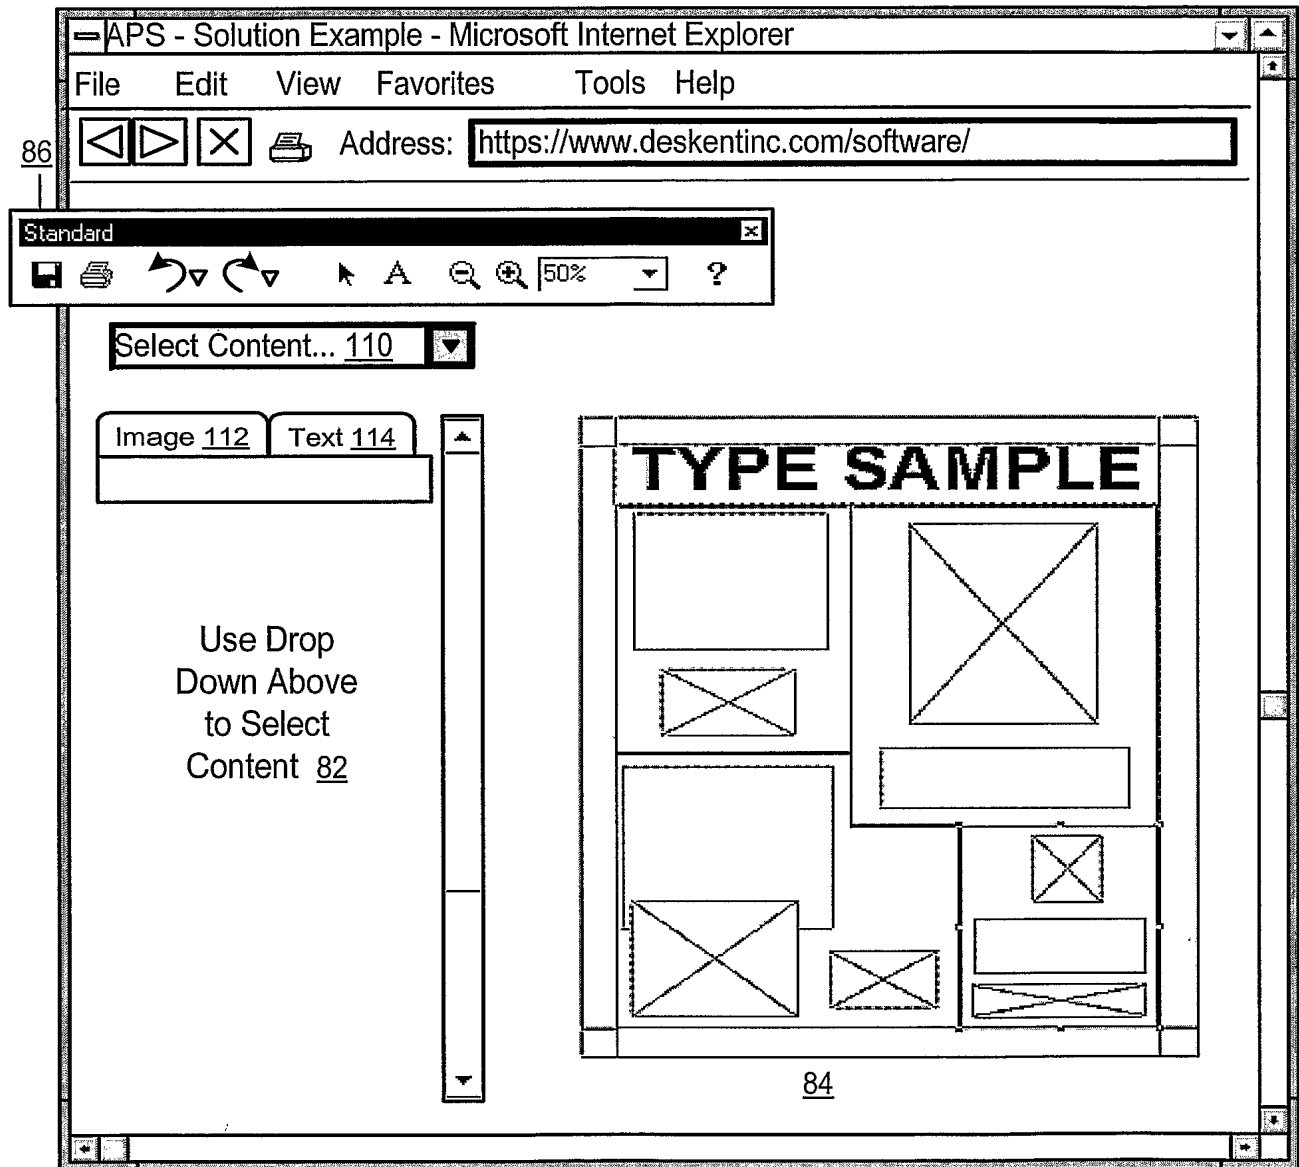 APS - Solution Example - Microsoft Internet Explorer
File Edit View Favorites Tools Help
Address: https://www.deskentinc.com/software/
86
Standard
A 50% ?
Select Content... 110
Image 112 Text 114
TYPE SAMPLE
Use Drop
Down Above
to Select
Content 82
84